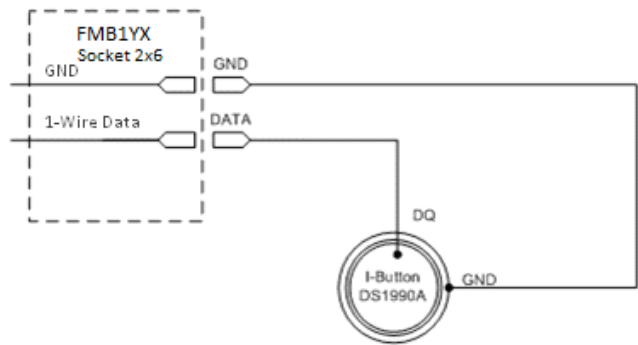 FMB1YX
Socket 2x6
GND
GND
1-Wire Data
DATA
DQ
I-Button
DS1990A
GND